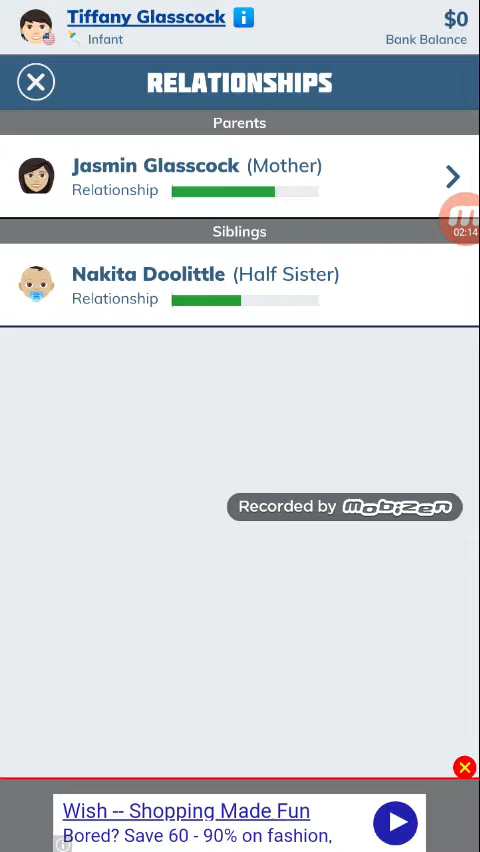 Tiffany Glasscock
$0
Infant
Bank Balance
RELATIONSHIPS
Parents
Jasmin Glasscock (Mother)
Relationship
02:14
Siblings
Nakita Doolittle (Half Sister)
Relationship
Recorded by Mobizen
Wish -- Shopping Made Fun
Bored? Save 60 - 90% on fashion,